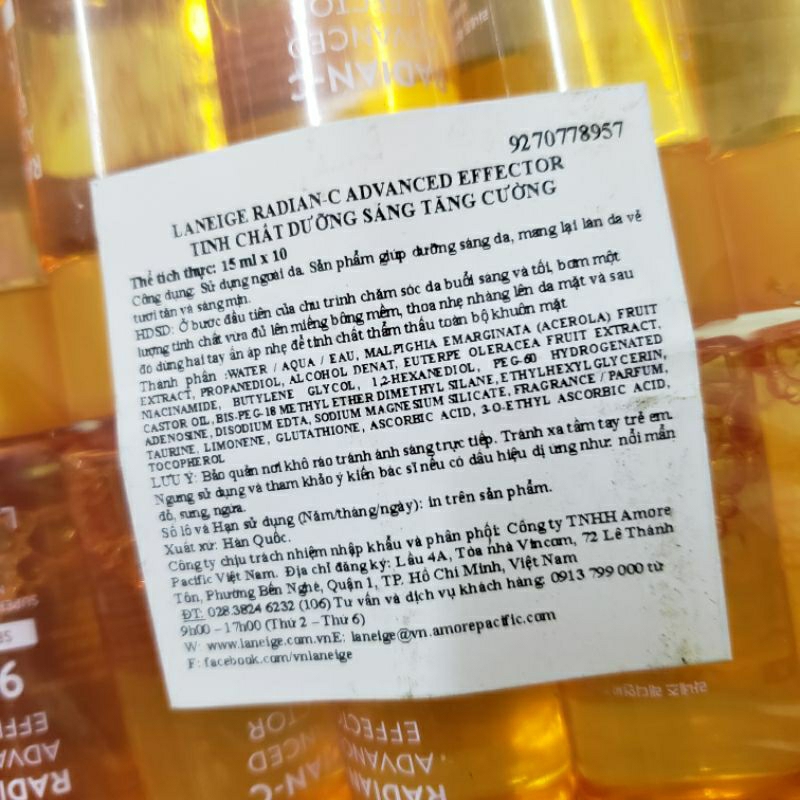 9270778957
LANEIGE RADIAN-C ADVANCED EFFECTOR
TINH CHẤT DƯỠNG SÁNG TĂNG CƯỜNG
Thể tích thực: 15 ml x 10
Công dụng: Sử dụng ngoài da. Sản phẩm giúp dưỡng sáng da, mang lại làn da vẻ
tươi tắn và sáng mịn.
HDSD: Ở bước đầu tiên của chu trình chăm sóc da buổi sáng và tối, bơm một
lượng tinh chất vừa đủ lên miếng bông mềm, thoa nhẹ nhàng lên da mặt và sau
đó dùng hai tay ấn áp nhẹ để tinh chất thẩm thấu toàn bộ khuôn mặt
Thành phần :WATER / AQUA / EAU, MALPIGHIA EMARGINATA (ACEROLA) FRUIT
EXTRACT, PROPANEDIOL, ALCOHOL DENAT, EUTERPE OLERACEA FRUIT EXTRACT,
NIACINAMIDE, BUTYLENE GLYCOL, 1,2-HEXANEDIOL, PEG-60 HYDROGENATED
CASTOR OIL, BIS-PEG-18 METHYL ETHER DIMETHYL SILANE, ETHYLHEXYLGLYCERIN,
ADENOSINE, DISODIUM EDTA, SODIUM MAGNESIUM SILICATE, FRAGRANCE / PARFUM,
TAURINE, LIMONENE, GLUTATHIONE, ASCORBIC ACID, 3-O-ETHYL ASCORBIC ACID,
TOCOPHEROL
LƯU Ý: Bảo quản nơi khô ráo tránh ánh sáng trực tiếp. Tránh xa tầm tay trẻ em.
Ngưng sử dụng và tham khảo ý kiến bác sĩ nếu có dấu hiệu dị ứng như: nổi mẩn
đỏ, sưng, ngứa.
Số lô và Hạn sử dụng (Năm/tháng/ngày): in trên sản phẩm.
Xuất xứ: Hàn Quốc.
Công ty chịu trách nhiệm nhập khẩu và phân phối: Công ty TNHH Amore
Pacific Việt Nam. Địa chỉ đăng ký: Lầu 4A, Tòa nhà Vincom, 72 Lê Thánh
Tôn, Phường Bến Nghé, Quận 1, TP. Hồ Chí Minh, Việt Nam
ĐT: 028.3824 6232 (106) Tư vấn và dịch vụ khách hàng: 0913 799 000 từ
9h00 – 17h00 (Thứ 2 – Thứ 6)
W: www.laneige.com.vnE: laneige@vn.amorepacific.com
F: facebook.com/vnlaneige
RADIAN-C
ADVANCED
EFFECTOR